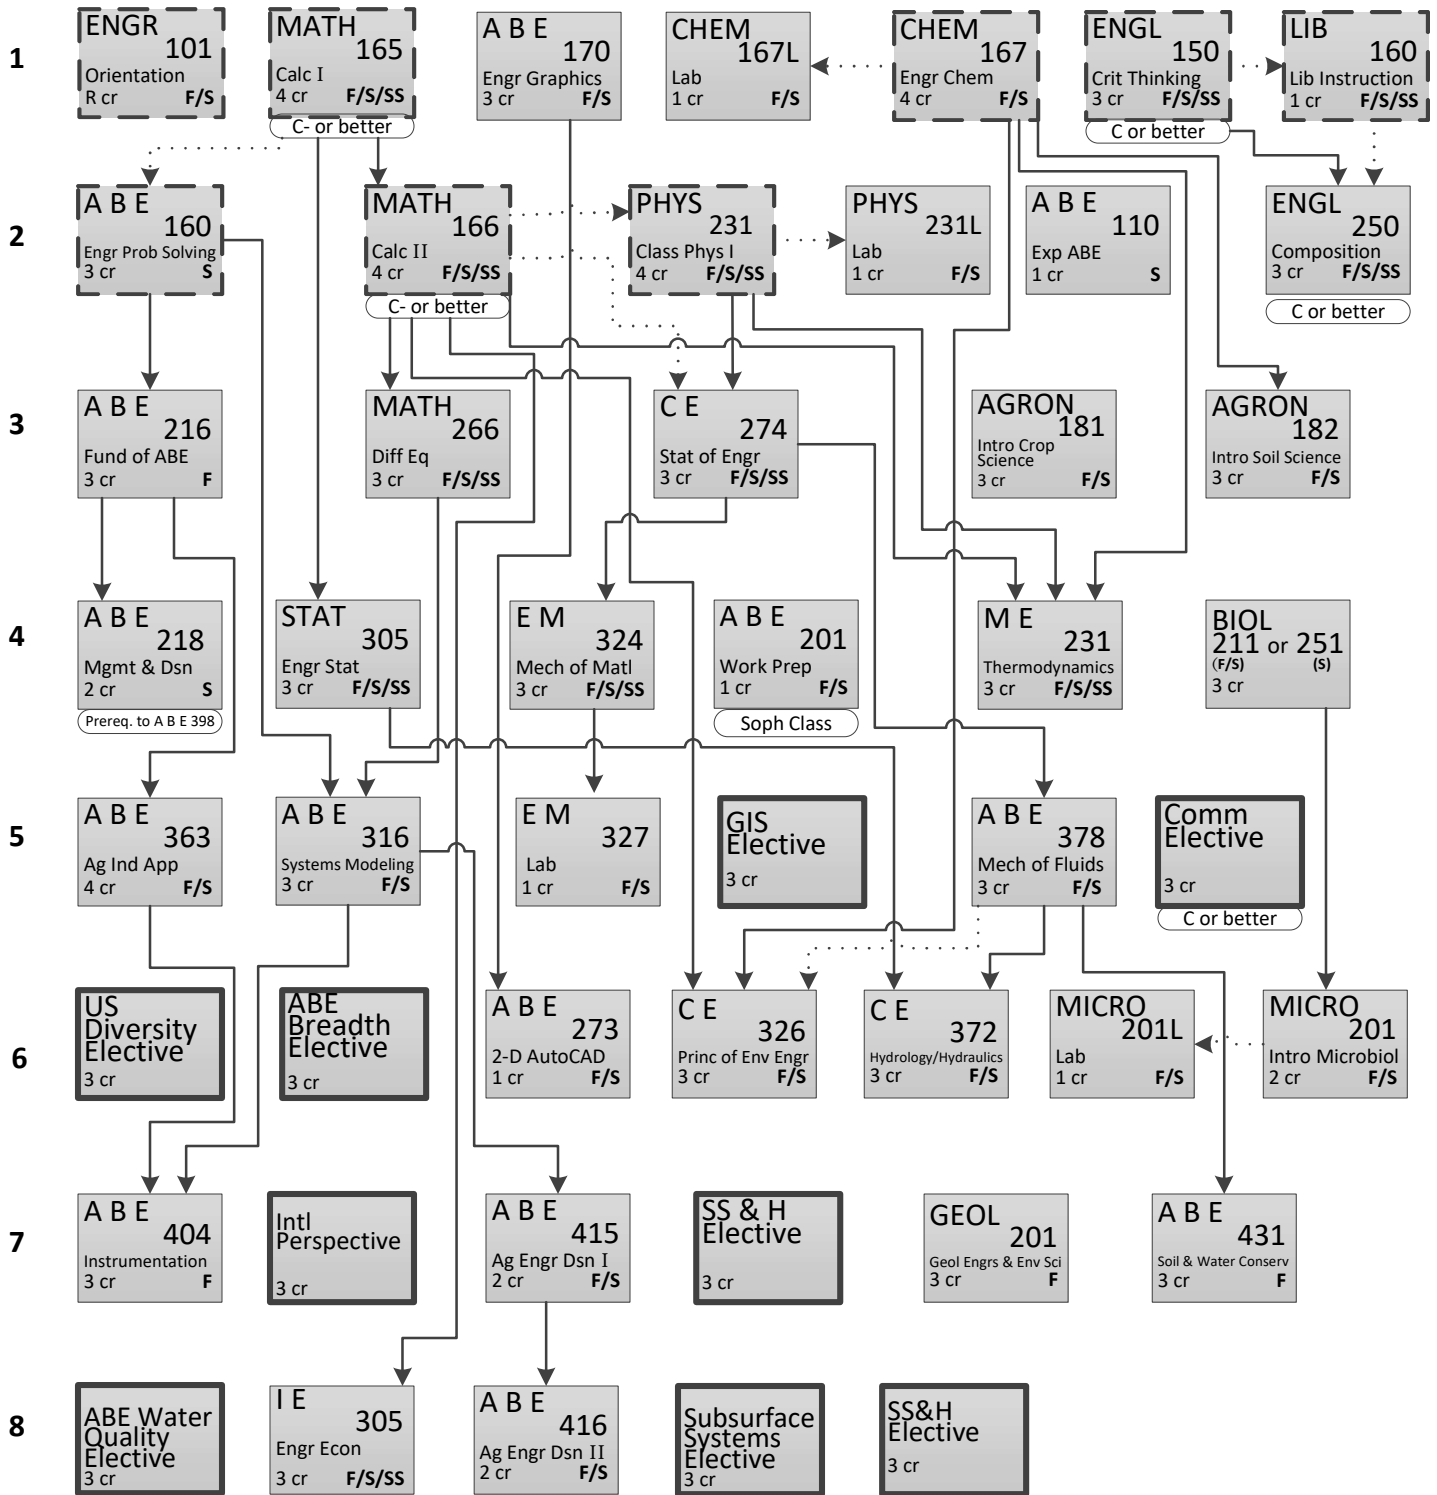 1
ENGR
101
Orientation
R cr F/S
MATH
165
Calc I
4 cr F/S/SS
C- or better
A B E
170
Engr Graphics
3 cr F/S
CHEM
167L
Lab
1 cr F/S
CHEM
167
Engr Chem
4 cr F/S
ENGL
150
Crit Thinking
3 cr F/S/SS
C or better
LIB
160
Lib Instruction
1 cr F/S/SS
2
A B E
160
Engr Prob Solving
3 cr S
MATH
166
Calc II
4 cr F/S/SS
C- or better
PHYS
231
Class Phys I
4 cr F/S/SS
PHYS
231L
Lab
1 cr F/S
A B E
110
Exp ABE
1 cr S
ENGL
250
Composition
3 cr F/S/SS
C or better
3
A B E
216
Fund of ABE
3 cr F
MATH
266
Diff Eq
3 cr F/S/SS
C E
274
Stat of Engr
3 cr F/S/SS
AGRON
181
Intro Crop
Science
3 cr F/S
AGRON
182
Intro Soil Science
3 cr F/S
4
A B E
218
Mgmt & Dsn
2 cr S
Prereq. to A B E 398
STAT
305
Engr Stat
3 cr F/S/SS
E M
324
Mech of Matl
3 cr F/S/SS
A B E
201
Work Prep
1 cr F/S
Soph Class
M E
231
Thermodynamics
3 cr F/S/SS
BIOL
211 or 251
(F/S) (S)
3 cr
5
A B E
363
Ag Ind App
4 cr F/S
A B E
316
Systems Modeling
3 cr F/S
E M
327
Lab
1 cr F/S
GIS
Elective
3 cr
A B E
378
Mech of Fluids
3 cr F/S
Comm
Elective
3 cr
C or better
6
US
Diversity
Elective
3 cr
ABE
Breadth
Elective
3 cr
A B E
273
2-D AutoCAD
1 cr F/S
C E
326
Princ of Env Engr
3 cr F/S
C E
372
Hydrology/Hydraulics
3 cr F/S
MICRO
201L
Lab
1 cr F/S
MICRO
201
Intro Microbiol
2 cr F/S
7
A B E
404
Instrumentation
3 cr F
Intl
Perspective
3 cr
A B E
415
Ag Engr Dsn I
2 cr F/S
SS & H
Elective
3 cr
GEOL
201
Geol Engrs & Env Sci
3 cr F
A B E
431
Soil & Water Conserv
3 cr F
8
ABE Water
Quality
Elective
3 cr
I E
305
Engr Econ
3 cr F/S/SS
A B E
416
Ag Engr Dsn II
2 cr F/S
Subsurface
Systems
Elective
3 cr
SS&H
Elective
3 cr